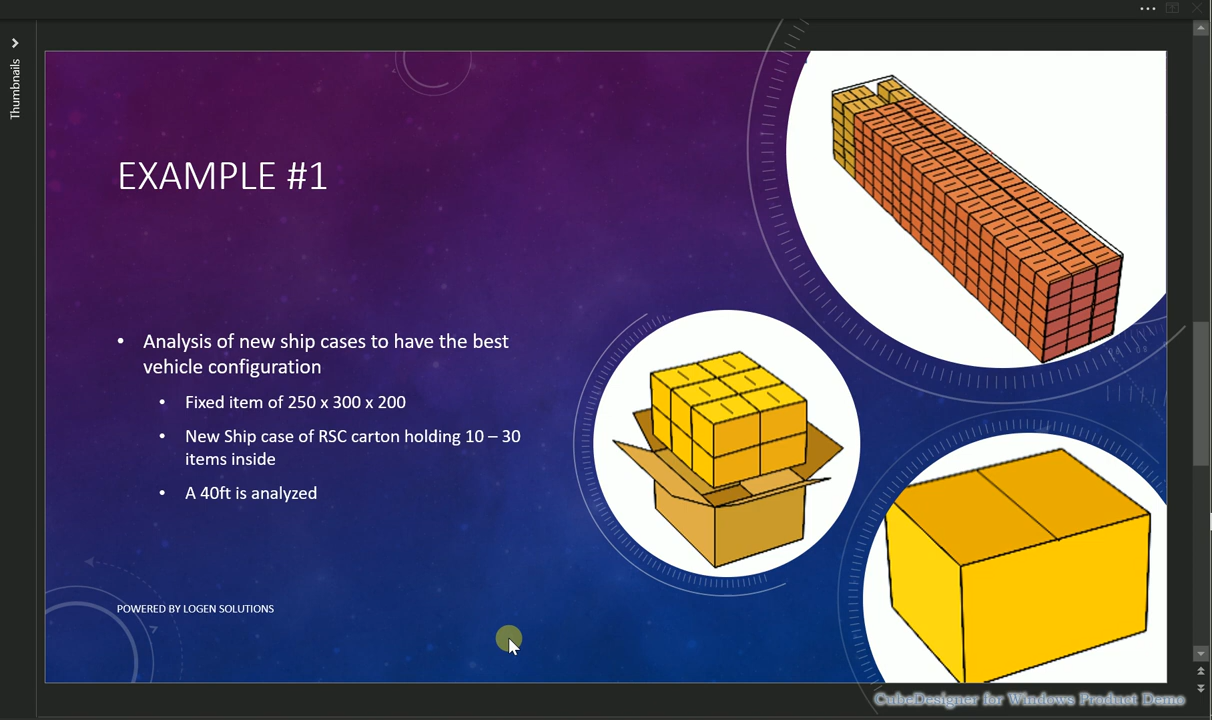 Thumbnails
EXAMPLE #1
• Analysis of new ship cases to have the best
vehicle configuration
• Fixed item of 250 x 300 x 200
• New Ship case of RSC carton holding 10 – 30
items inside
• A 40ft is analyzed
POWERED BY LOGEN SOLUTIONS
CubeDesigner for Windows Product Demo